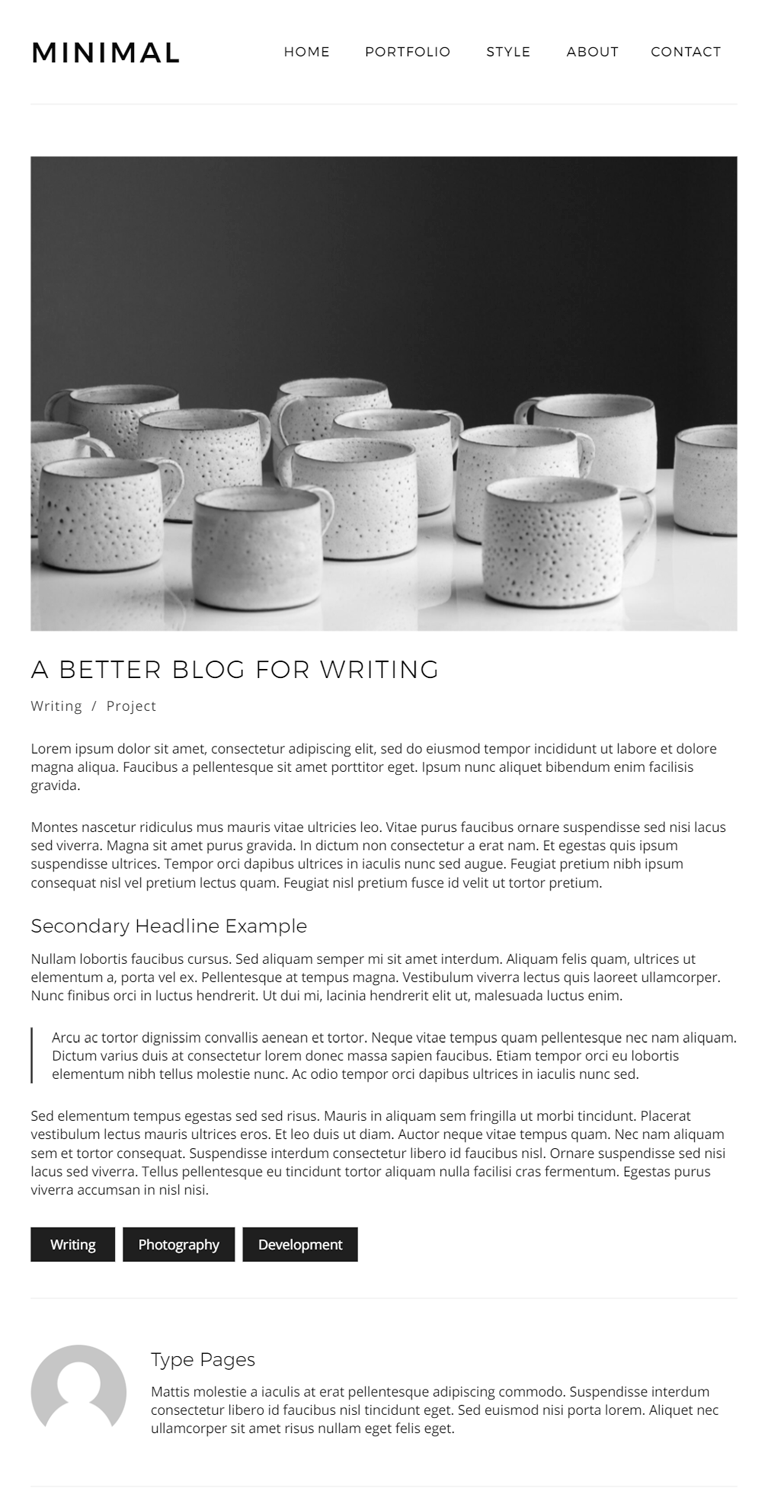 MINIMAL
HOME PORTFOLIO STYLE ABOUT CONTACT
A BETTER BLOG FOR WRITING
Writing / Project
Lorem ipsum dolor sit amet, consectetur adipiscing elit, sed do eiusmod tempor incididunt ut labore et dolore
magna aliqua. Faucibus a pellentesque sit amet porttitor eget. Ipsum nunc aliquet bibendum enim facilisis
gravida.
Montes nascetur ridiculus mus mauris vitae ultricies leo. Vitae purus faucibus ornare suspendisse sed nisi lacus
sed viverra. Magna sit amet purus gravida. In dictum non consectetur a erat nam. Et egestas quis ipsum
suspendisse ultrices. Tempor orci dapibus ultrices in iaculis nunc sed augue. Feugiat pretium nibh ipsum
consequat nisl vel pretium lectus quam. Feugiat nisl pretium fusce id velit ut tortor pretium.
Secondary Headline Example
Nullam lobortis faucibus cursus. Sed aliquam semper mi sit amet interdum. Aliquam felis quam, ultrices ut
elementum a, porta vel ex. Pellentesque at tempus magna. Vestibulum viverra lectus quis laoreet ullamcorper.
Nunc finibus orci in luctus hendrerit. Ut dui mi, lacinia hendrerit elit ut, malesuada luctus enim.
Arcu ac tortor dignissim convallis aenean et tortor. Neque vitae tempus quam pellentesque nec nam aliquam.
Dictum varius duis at consectetur lorem donec massa sapien faucibus. Etiam tempor orci eu lobortis
elementum nibh tellus molestie nunc. Ac odio tempor orci dapibus ultrices in iaculis nunc sed.
Sed elementum tempus egestas sed sed risus. Mauris in aliquam sem fringilla ut morbi tincidunt. Placerat
vestibulum lectus mauris ultrices eros. Et leo duis ut diam. Auctor neque vitae tempus quam. Nec nam aliquam
sem et tortor consequat. Suspendisse interdum consectetur libero id faucibus nisl. Ornare suspendisse sed nisi
lacus sed viverra. Tellus pellentesque eu tincidunt tortor aliquam nulla facilisi cras fermentum. Egestas purus
viverra accumsan in nisl nisi.
Writing Photography Development
Type Pages
Mattis molestie a iaculis at erat pellentesque adipiscing commodo. Suspendisse interdum
consectetur libero id faucibus nisl tincidunt eget. Sed euismod nisi porta lorem. Aliquet nec
ullamcorper sit amet risus nullam eget felis eget.